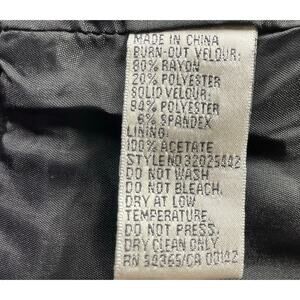 MADE IN CHINA
BURN-OUT VELOUR:
80% RAYON
20% POLYESTER
SOLID VELOUR:
94% POLYESTER
6% SPANDEX
LINING:
100% ACETATE
STYLE NO 32025442
DO NOT WASH
DO NOT BLEACH.
DRY AT LOW
TEMPERATURE.
DO NOT PRESS.
DRY CLEAN ONLY
RN 54365/CA 00142